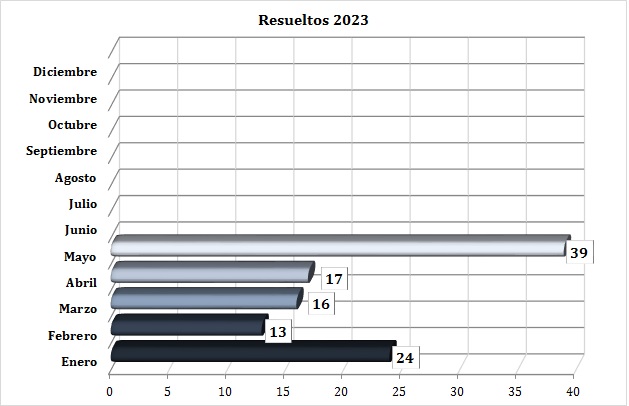 Resueltos 2023
Diciembre
Noviembre
Octubre
Septiembre
Agosto
Julio
Junio
Mayo
39
Abril
17
Marzo
16
Febrero
13
Enero
24
0 5 10 15 20 25 30 35 40